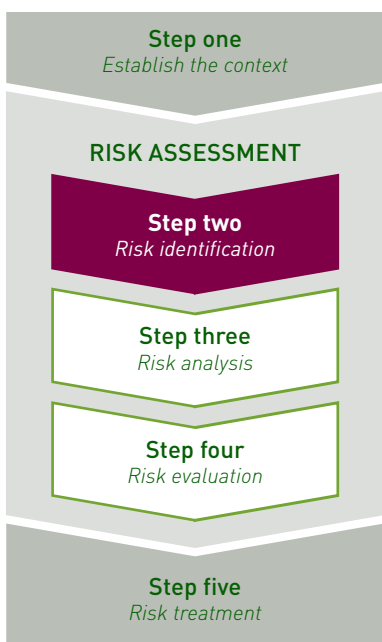 Step one
Establish the context
RISK ASSESSMENT
Step two
Risk identification
Step three
Risk analysis
Step four
Risk evaluation
Step five
Risk treatment